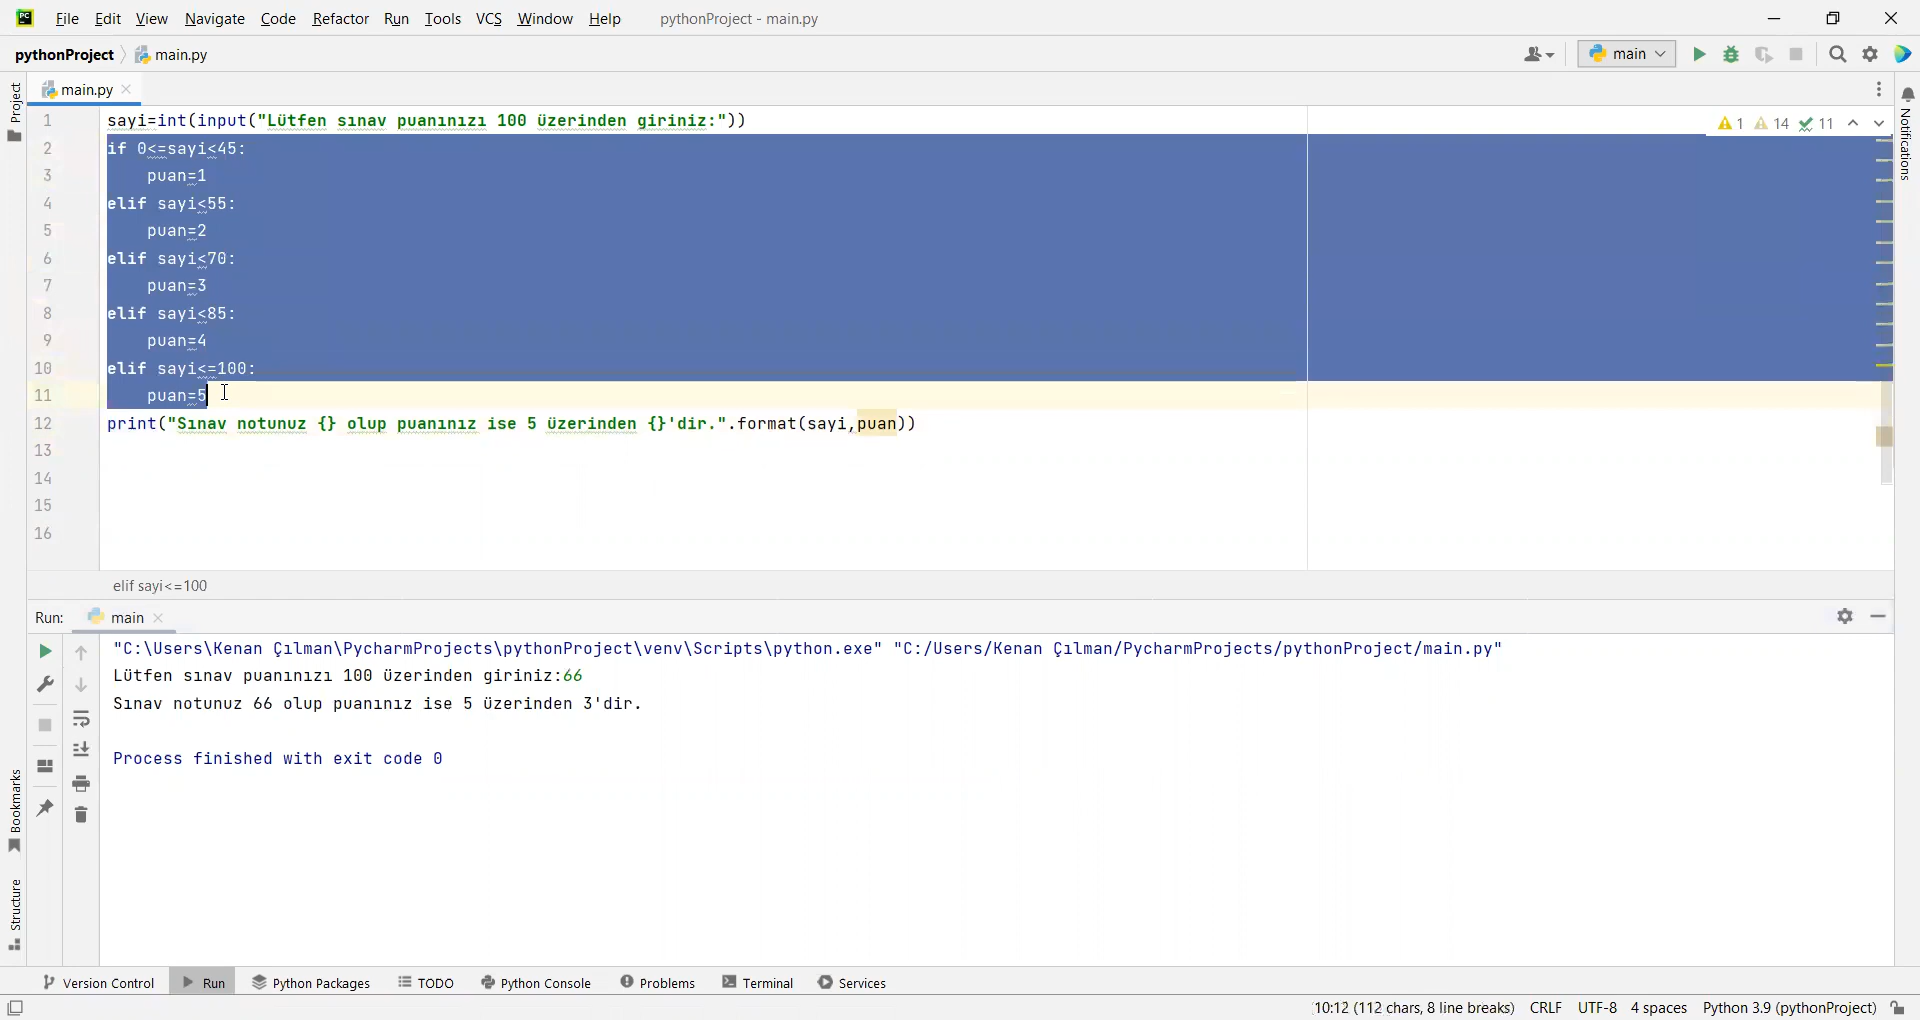 PC File Edit View Navigate Code Refactor Run Tools VCS Window Help pythonProject - main.py
pythonProject main.py main
Project
main.py
Notifications
1 sayi=int(input("Lütfen sınav puanınızı 100 üzerinden giriniz:")) 1 14 11
2 if 0<=sayi<45:
3 puan=1
4 elif sayi<55:
5 puan=2
6 elif sayi<70:
7 puan=3
8 elif sayi<85:
9 puan=4
10 elif sayi<=100:
11 puan=5
12 print("Sınav notunuz {} olup puanınız ise 5 üzerinden {}'dir.".format(sayi,puan))
13
14
15
16
elif sayi<=100
Run: main
"C:\Users\Kenan Çılman\PycharmProjects\pythonProject\venv\Scripts\python.exe" "C:/Users/Kenan Çılman/PycharmProjects/pythonProject/main.py"
Lütfen sınav puanınızı 100 üzerinden giriniz:66
Sınav notunuz 66 olup puanınız ise 5 üzerinden 3'dir.
Process finished with exit code 0
Bookmarks
Structure
Version Control Run Python Packages TODO Python Console Problems Terminal Services
10:12 (112 chars, 8 line breaks) CRLF UTF-8 4 spaces Python 3.9 (pythonProject)